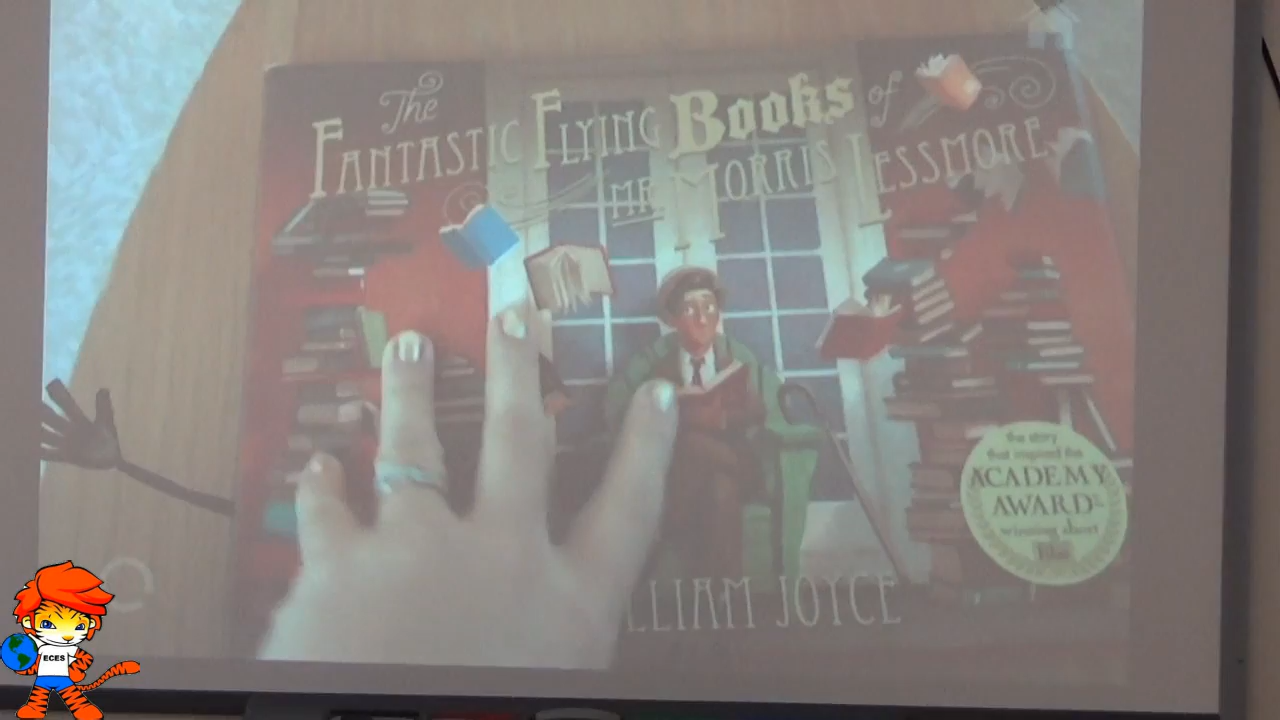 The
FANTASTIC FLYING Books of
MR. MORRIS LESSMORE
the story
that inspired the
ACADEMY
AWARD®
winning short
film
LLIAM JOYCE
ECES